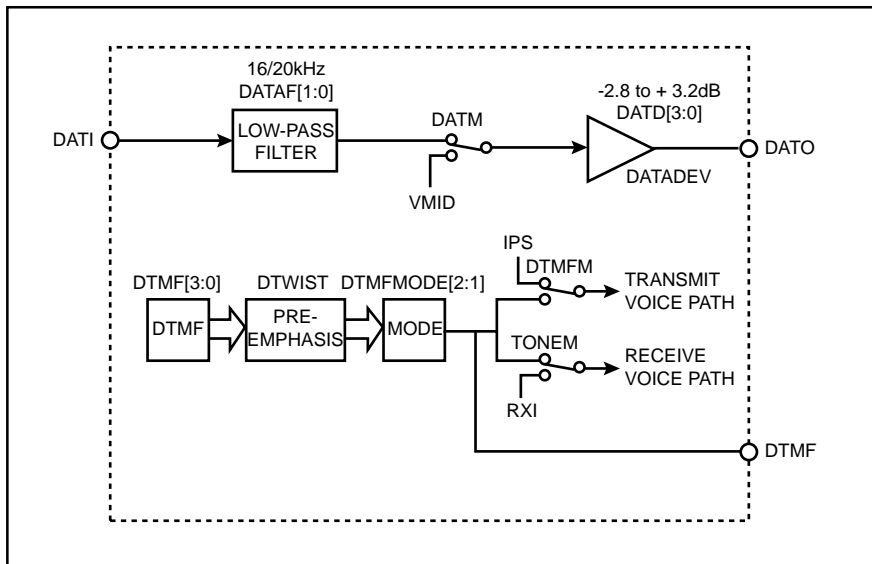 16/20kHz
DATAF[1:0]
-2.8 to + 3.2dB
DATD[3:0]
DATI
LOW-PASS
FILTER
DATM
VMID
DATADEV
DATO
IPS
DTMF[3:0]
DTWIST
DTMFMODE[2:1]
DTMFM
TRANSMIT
VOICE PATH
DTMF
PRE-
EMPHASIS
MODE
TONEM
RECEIVE
VOICE PATH
RXI
DTMF